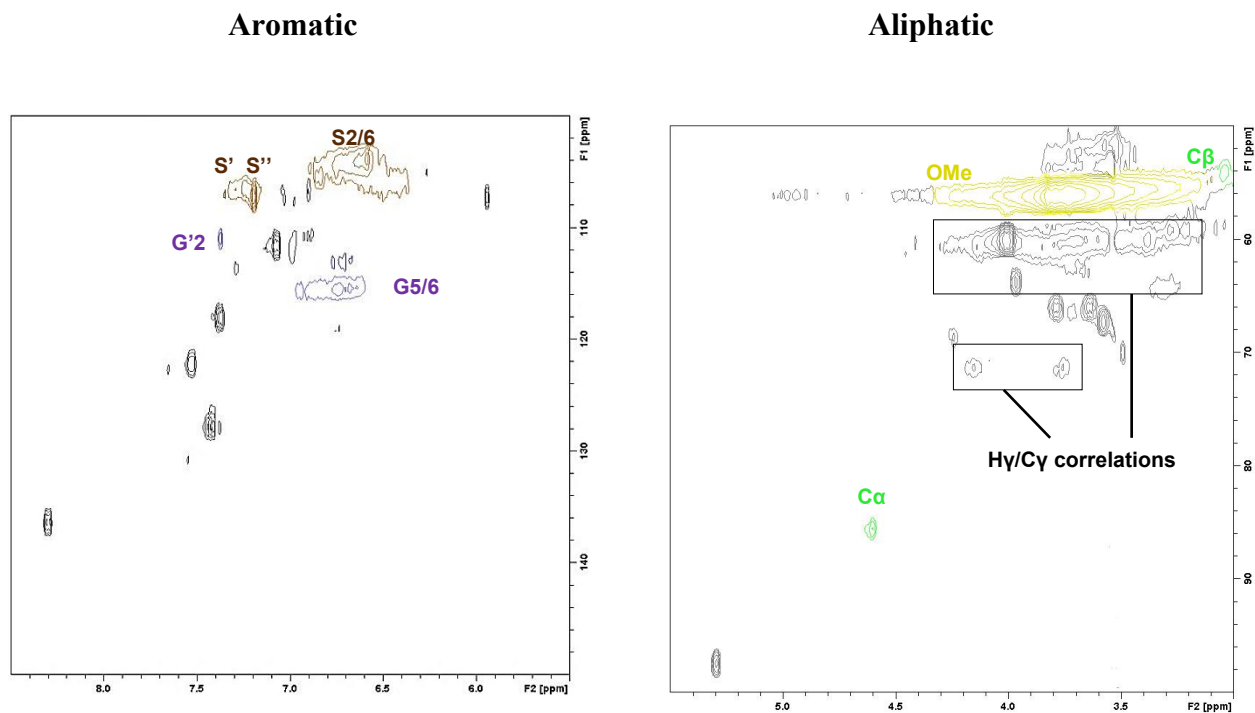 Aromatic
Aliphatic
S2/6
S' S''
G'2
G5/6
110
120
130
140
F1 [ppm]
8.0 7.5 7.0 6.5 6.0 F2 [ppm]
Cβ
OMe
Hγ/Cγ correlations
Cα
60
70
80
90
F1 [ppm]
5.0 4.5 4.0 3.5 F2 [ppm]